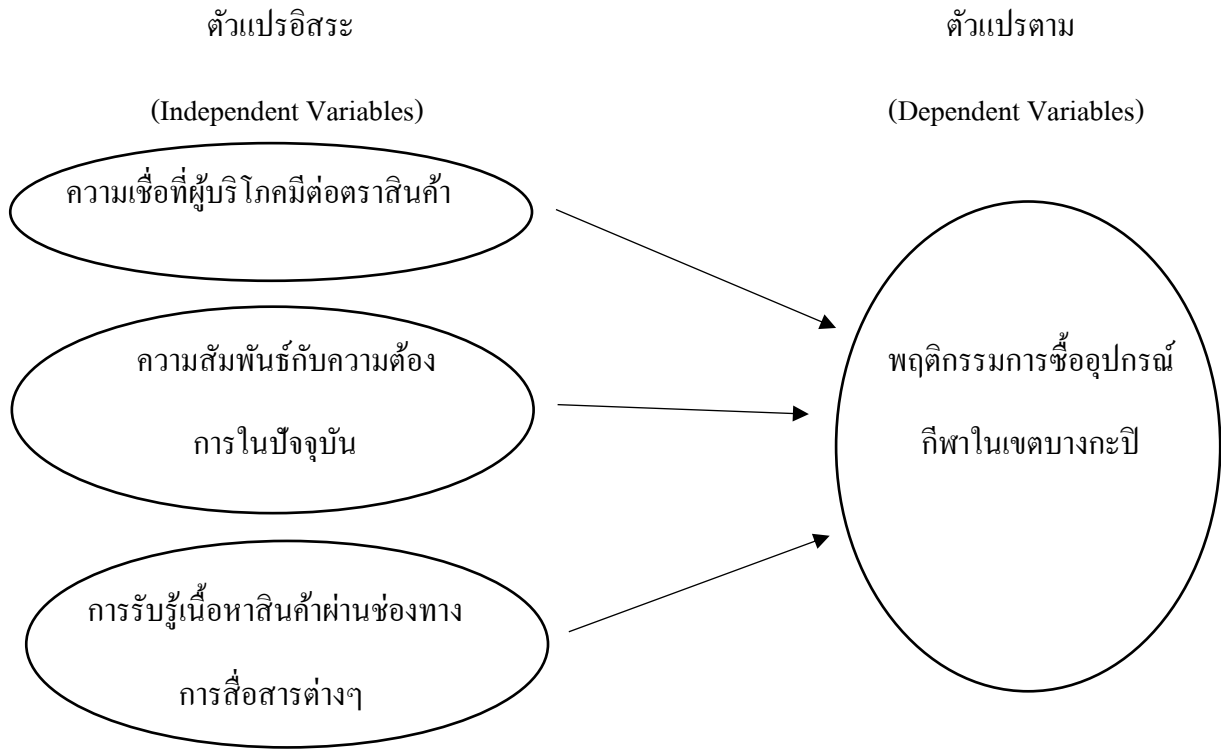 ตัวแปรอิสระ
(Independent Variables)
ความเชื่อที่ผู้บริโภคมีต่อตราสินค้า
ความสัมพันธ์กับความต้อง
การในปัจจุบัน
การรับรู้เนื้อหาสินค้าผ่านช่องทาง
การสื่อสารต่างๆ
ตัวแปรตาม
(Dependent Variables)
พฤติกรรมการซื้ออุปกรณ์
กีฬาในเขตบางกะปิ